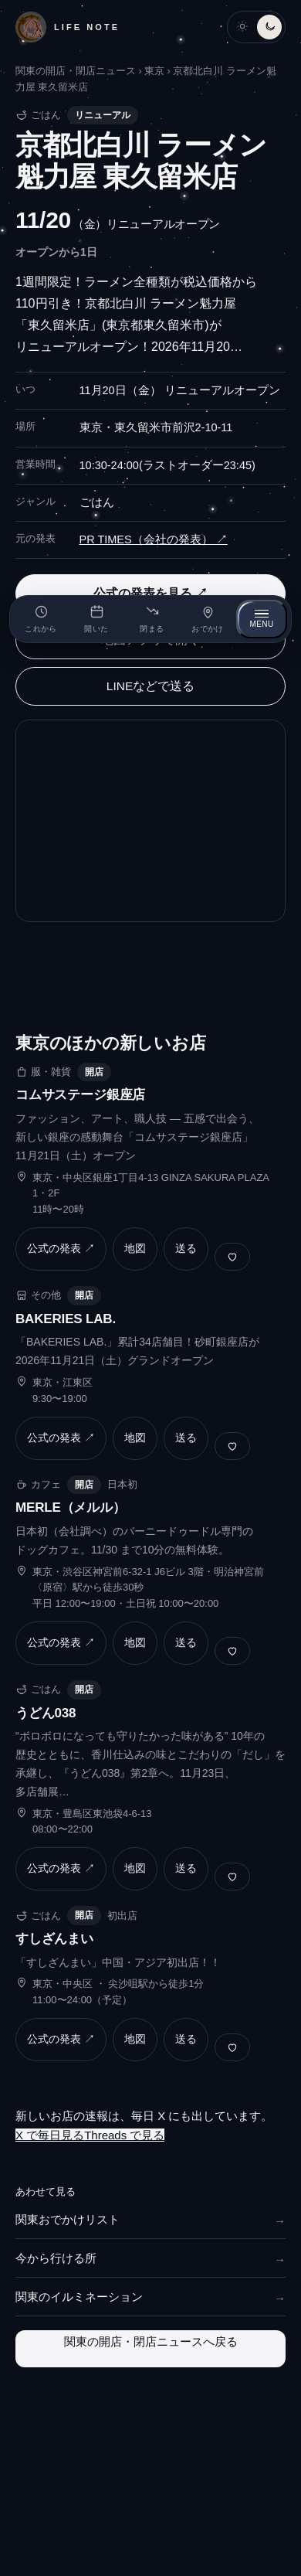 LIFE NOTE
関東の開店・閉店ニュース › 東京 › 京都北白川 ラーメン魁
力屋 東久留米店
ごはん リニューアル
京都北白川 ラーメン
魁力屋 東久留米店
11/20（金）リニューアルオープン
オープンから1日
1週間限定！ラーメン全種類が税込価格から
110円引き！京都北白川 ラーメン魁力屋
「東久留米店」(東京都東久留米市)が
リニューアルオープン！2026年11月20…
いつ 11月20日（金） リニューアルオープン
場所 東京・東久留米市前沢2-10-11
営業時間 10:30-24:00(ラストオーダー23:45)
ジャンル ごはん
元の発表 PR TIMES（会社の発表） ↗
公式の発表を見る ↗
これから 開いた 閉まる おでかけ MENU
LINEなどで送る
東京のほかの新しいお店
服・雑貨 開店
コムサステージ銀座店
ファッション、アート、職人技 — 五感で出会う、
新しい銀座の感動舞台「コムサステージ銀座店」
11月21日（土）オープン
東京・中央区銀座1丁目4-13 GINZA SAKURA PLAZA
1・2F
11時〜20時
公式の発表 ↗ 地図 送る
その他 開店
BAKERIES LAB.
「BAKERIES LAB.」累計34店舗目！砂町銀座店が
2026年11月21日（土）グランドオープン
東京・江東区
9:30〜19:00
公式の発表 ↗ 地図 送る
カフェ 開店 日本初
MERLE（メルル）
日本初（会社調べ）のバーニードゥードル専門の
ドッグカフェ。11/30 まで10分の無料体験。
東京・渋谷区神宮前6-32-1 J6ビル 3階・明治神宮前
〈原宿〉駅から徒歩30秒
平日 12:00〜19:00・土日祝 10:00〜20:00
公式の発表 ↗ 地図 送る
ごはん 開店
うどん038
“ボロボロになっても守りたかった味がある” 10年の
歴史とともに、香川仕込みの味とこだわりの「だし」を
承継し、『うどん038』第2章へ。11月23日、
多店舗展…
東京・豊島区東池袋4-6-13
08:00〜22:00
公式の発表 ↗ 地図 送る
ごはん 開店 初出店
すしざんまい
「すしざんまい」中国・アジア初出店！！
東京・中央区 ・ 尖沙咀駅から徒歩1分
11:00〜24:00（予定）
公式の発表 ↗ 地図 送る
新しいお店の速報は、毎日 X にも出しています。
X で毎日見るThreads で見る
あわせて見る
関東おでかけリスト →
今から行ける所 →
関東のイルミネーション →
関東の開店・閉店ニュースへ戻る